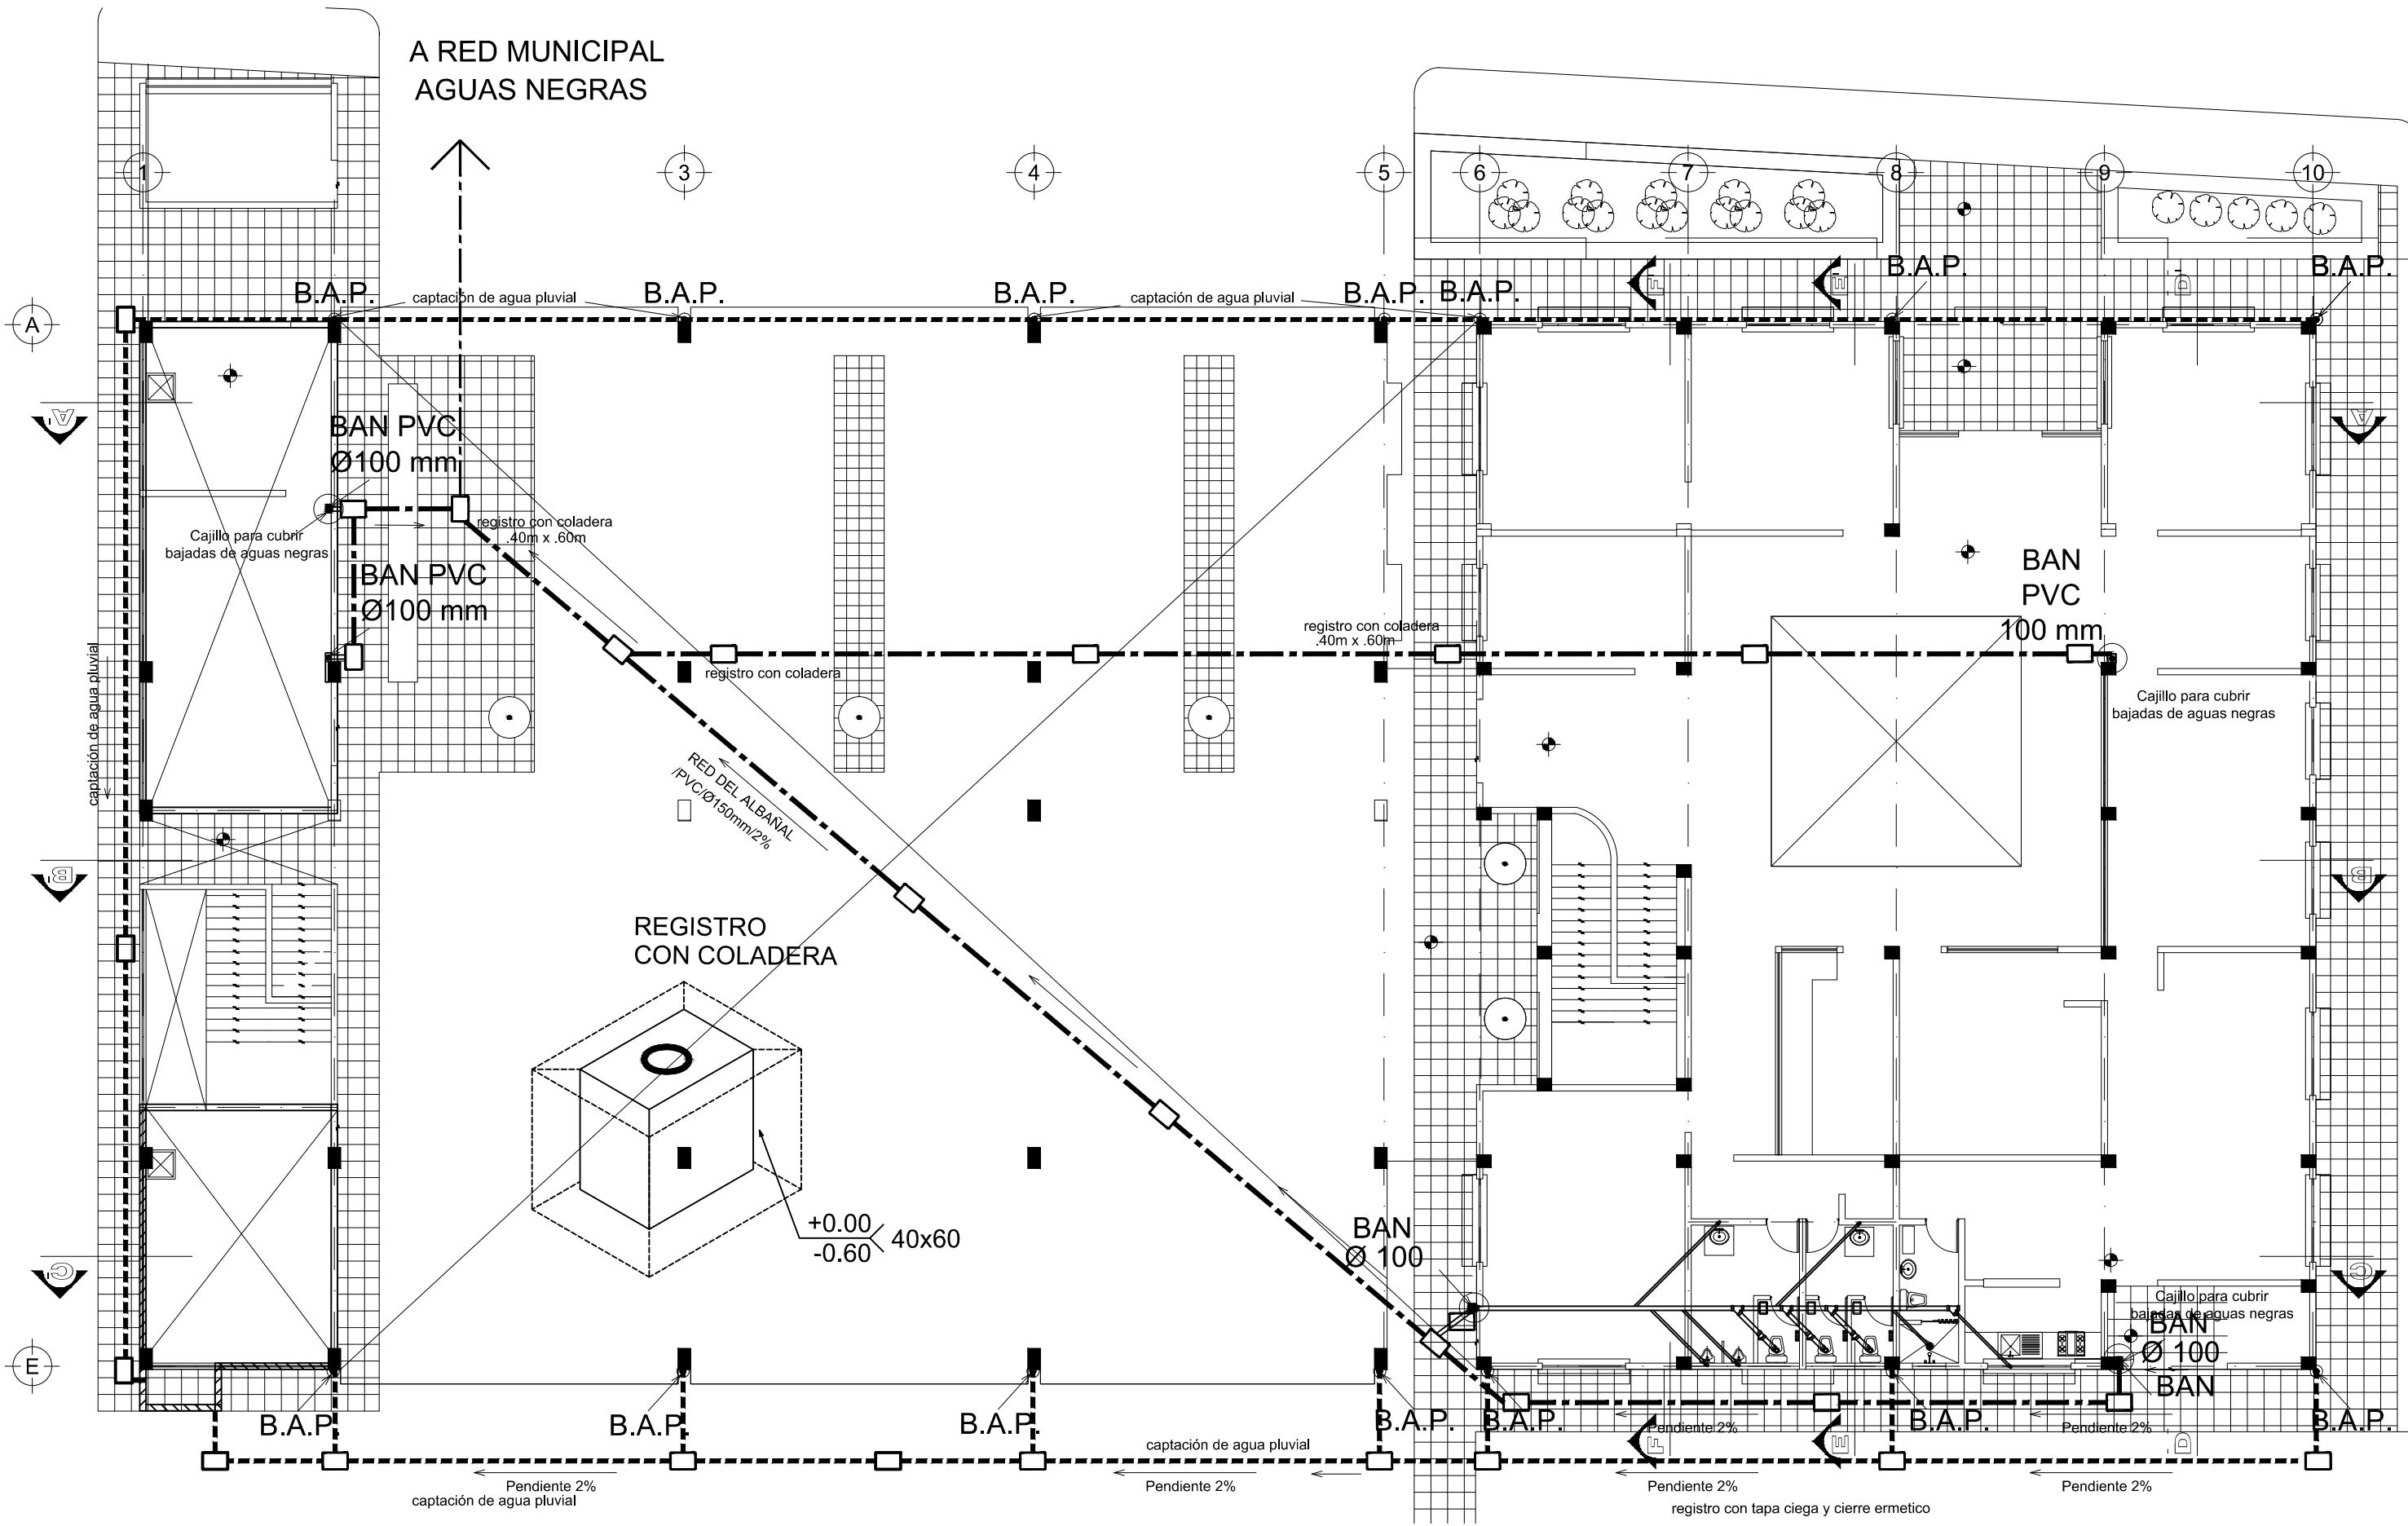 A RED MUNICIPAL
AGUAS NEGRAS
1
3
4
5
6
7
8
9
10
B.A.P.
captación de agua pluvial
B.A.P.
B.A.P.
captación de agua pluvial
B.A.P.
B.A.P.
F'
E'
B.A.P.
D'
B.A.P.
A
A'
BAN PVC
Ø100 mm
A
Cajillo para cubrir
bajadas de aguas negras
registro con coladera
.40m x .60m
BAN PVC
Ø100 mm
BAN
PVC
100 mm
registro con coladera
.40m x .60m
registro con coladera
captación de agua pluvial
Cajillo para cubrir
bajadas de aguas negras
RED DEL ALBAÑAL
/PVC/Ø150mm/2%
B'
B
REGISTRO
CON COLADERA
+0.00
-0.60
40x60
BAN
Ø 100
C'
C
Cajillo para cubrir
bajadas de aguas negras
BAN
Ø 100
BAN
E
B.A.P.
B.A.P.
B.A.P.
B.A.P.
B.A.P.
B.A.P.
B.A.P.
Pendiente 2%
Pendiente 2%
F
E
D
captación de agua pluvial
Pendiente 2%
captación de agua pluvial
Pendiente 2%
Pendiente 2%
Pendiente 2%
registro con tapa ciega y cierre ermetico